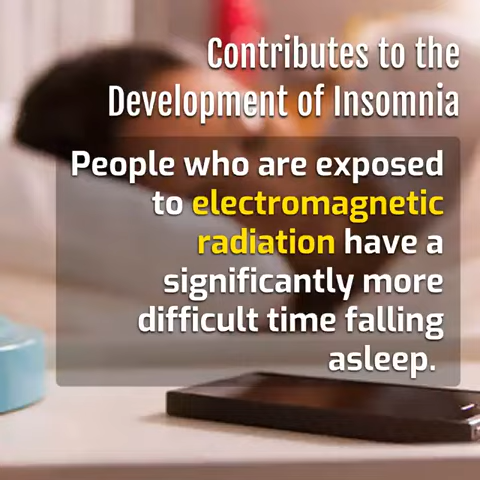 Contributes to the
Development of Insomnia
People who are exposed
to electromagnetic
radiation have a
significantly more
difficult time falling
asleep.